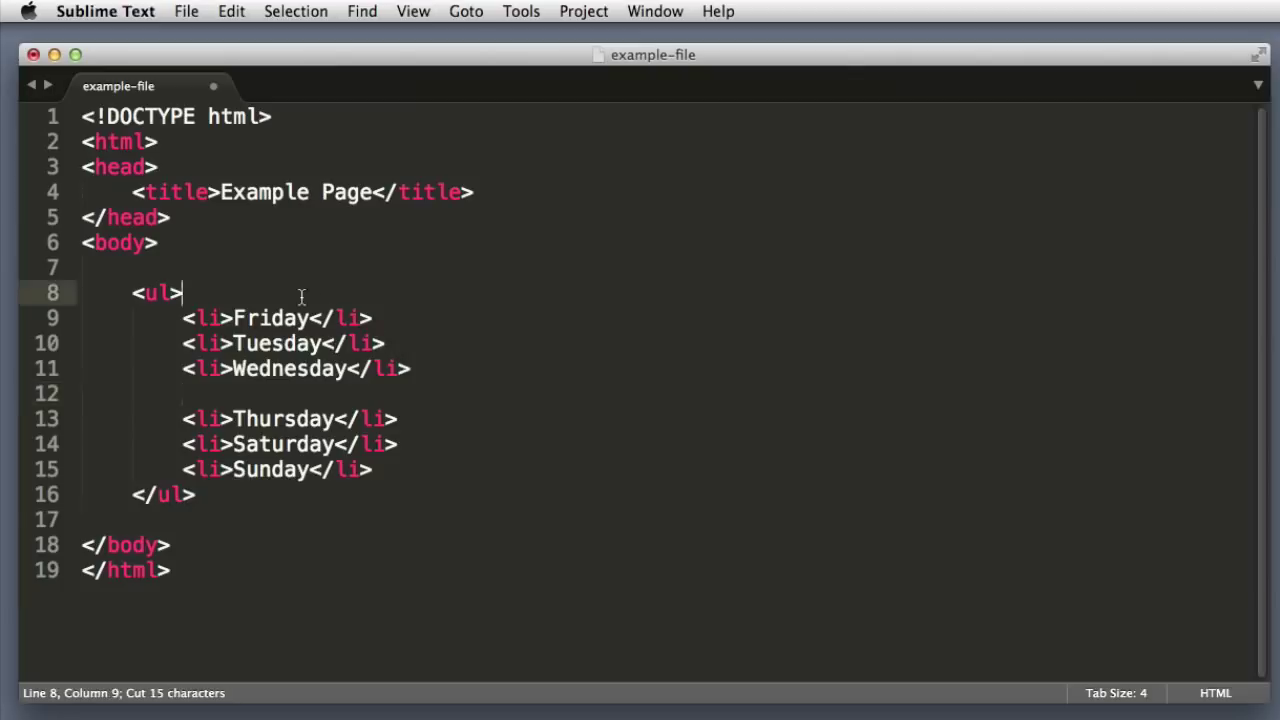 Sublime Text File Edit Selection Find View Goto Tools Project Window Help
example-file
example-file
1 <!DOCTYPE html>
2 <html>
3 <head>
4 <title>Example Page</title>
5 </head>
6 <body>
7
8 <ul>
9 <li>Friday</li>
10 <li>Tuesday</li>
11 <li>Wednesday</li>
12
13 <li>Thursday</li>
14 <li>Saturday</li>
15 <li>Sunday</li>
16 </ul>
17
18 </body>
19 </html>
Line 8, Column 9; Cut 15 characters Tab Size: 4 HTML